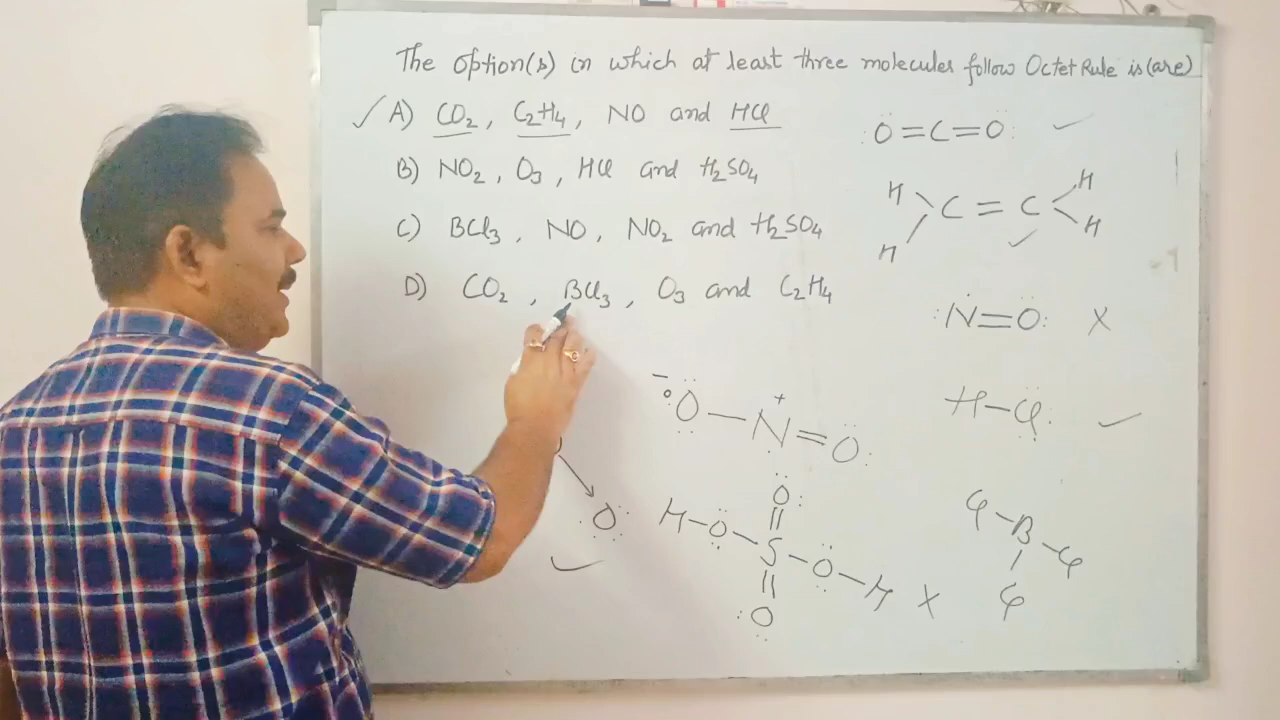 The option(s) in which at least three molecules follow Octet Rule is (are)
✓ A) CO₂, C₂H₄, NO and HCl
B) NO₂, O₃, HCl and H₂SO₄
C) BCl₃, NO, NO₂ and H₂SO₄
D) CO₂, BCl₃, O₃ and C₂H₄
:Ö=C=Ö: ✓
H H
C = C
H H
✓
:Ṅ=Ö: X
H-Cl ✓
⁻ +
O-N=O
O
H-O-S-O-H X
O
O
✓
Cl-B-Cl
Cl